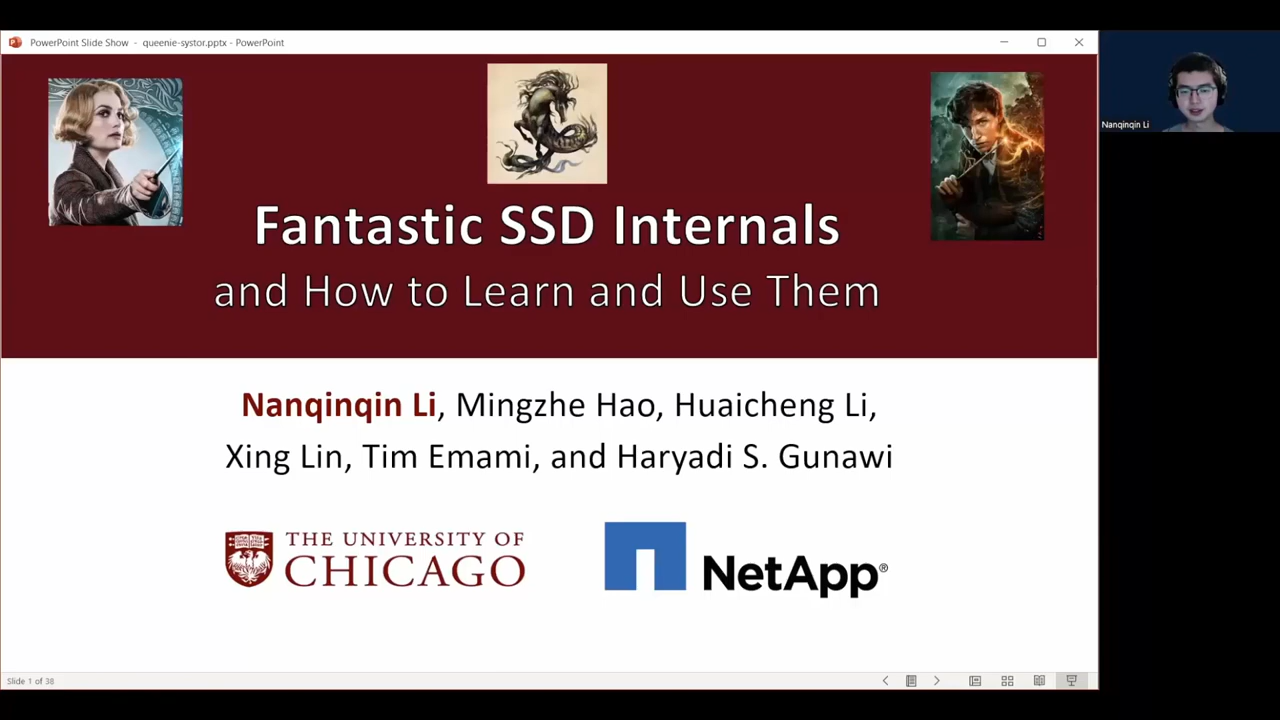 PowerPoint Slide Show - queenie-systor.pptx - PowerPoint
Nanqinqin Li
Fantastic SSD Internals
and How to Learn and Use Them
Nanqinqin Li, Mingzhe Hao, Huaicheng Li,
Xing Lin, Tim Emami, and Haryadi S. Gunawi
THE UNIVERSITY OF
CHICAGO
NetApp®
Slide 1 of 38